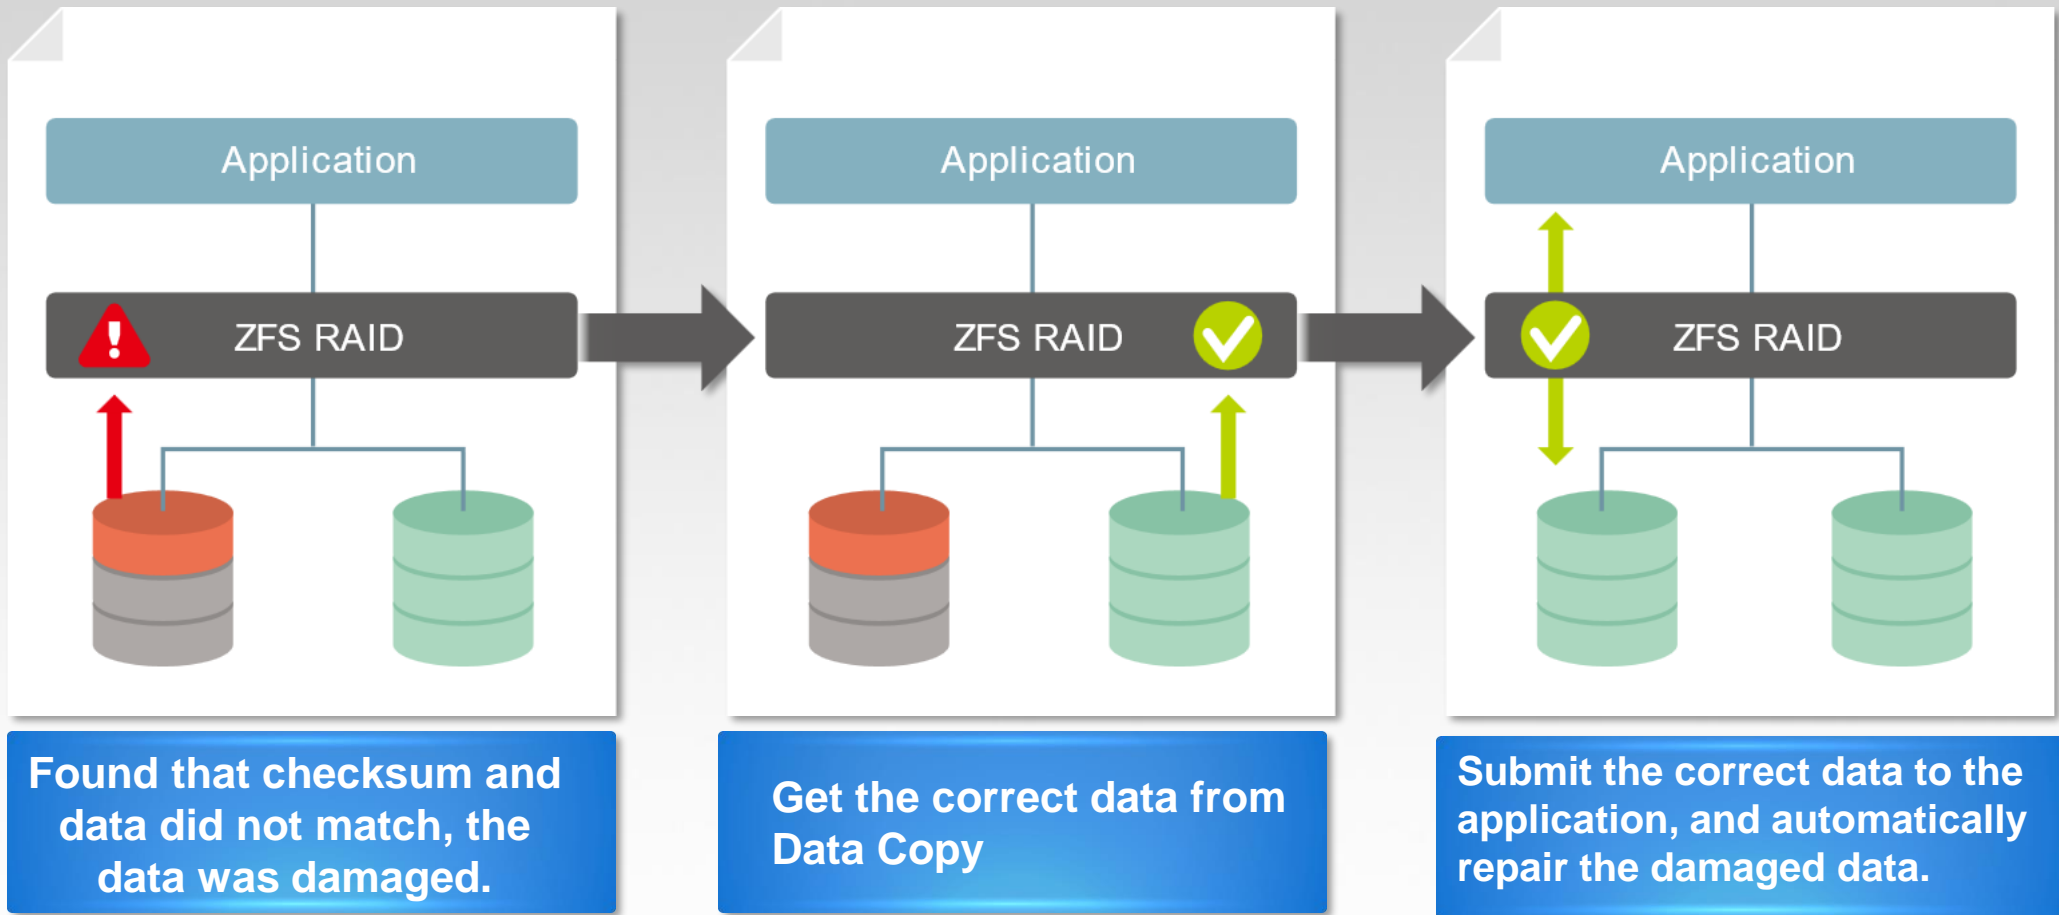 Application
ZFS RAID
Found that checksum and
data did not match, the
data was damaged.
Application
ZFS RAID
Get the correct data from
Data Copy
Application
ZFS RAID
Submit the correct data to the
application, and automatically
repair the damaged data.